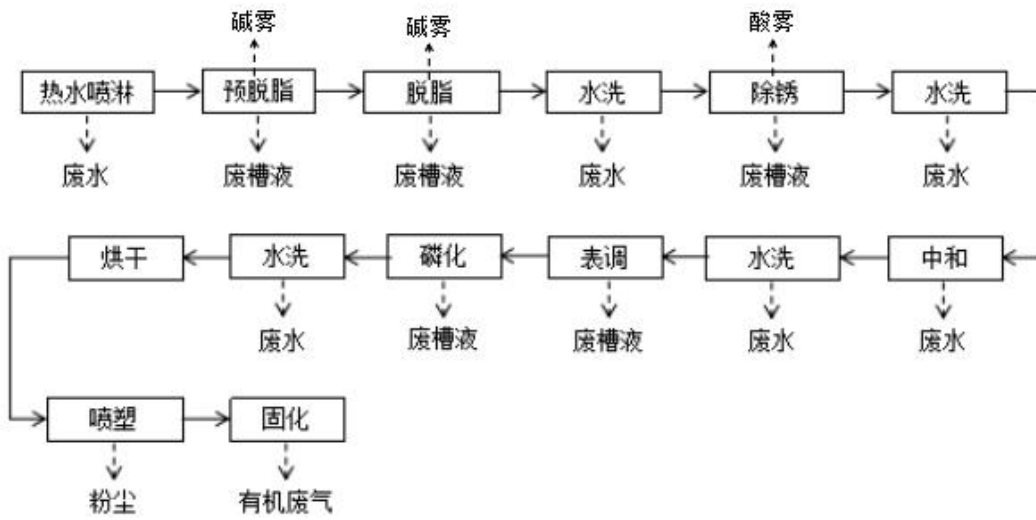 碱雾 碱雾 酸雾
热水喷淋 预脱脂 脱脂 水洗 除锈 水洗
废水 废槽液 废槽液 废水 废槽液 废水
烘干 水洗 磷化 表调 水洗 中和
废水 废槽液 废槽液 废水 废水
喷塑 固化
粉尘 有机废气